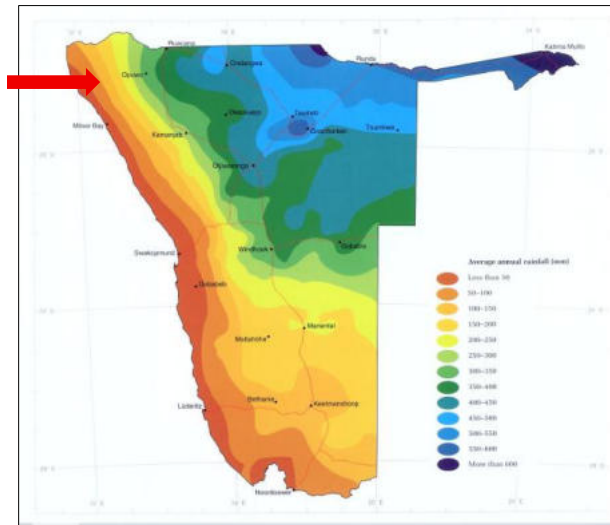 Ruacana
Ondangwa
Rundu
Katima Mulilo
Opuwo
Möwe Bay
Okaukuejo
Tsumeb
Grootfontein
Tsumkwe
Kamanjab
Otjiwarongo
Windhoek
Gobabis
Swakopmund
Gobabeb
Average annual rainfall (mm)
Less than 50
50–100
100–150
150–200
200–250
250–300
300–350
350–400
400–450
450–500
500–550
550–600
More than 600
Mariental
Maltahöhe
Bethanie
Keetmanshoop
Lüderitz
Noordoewer